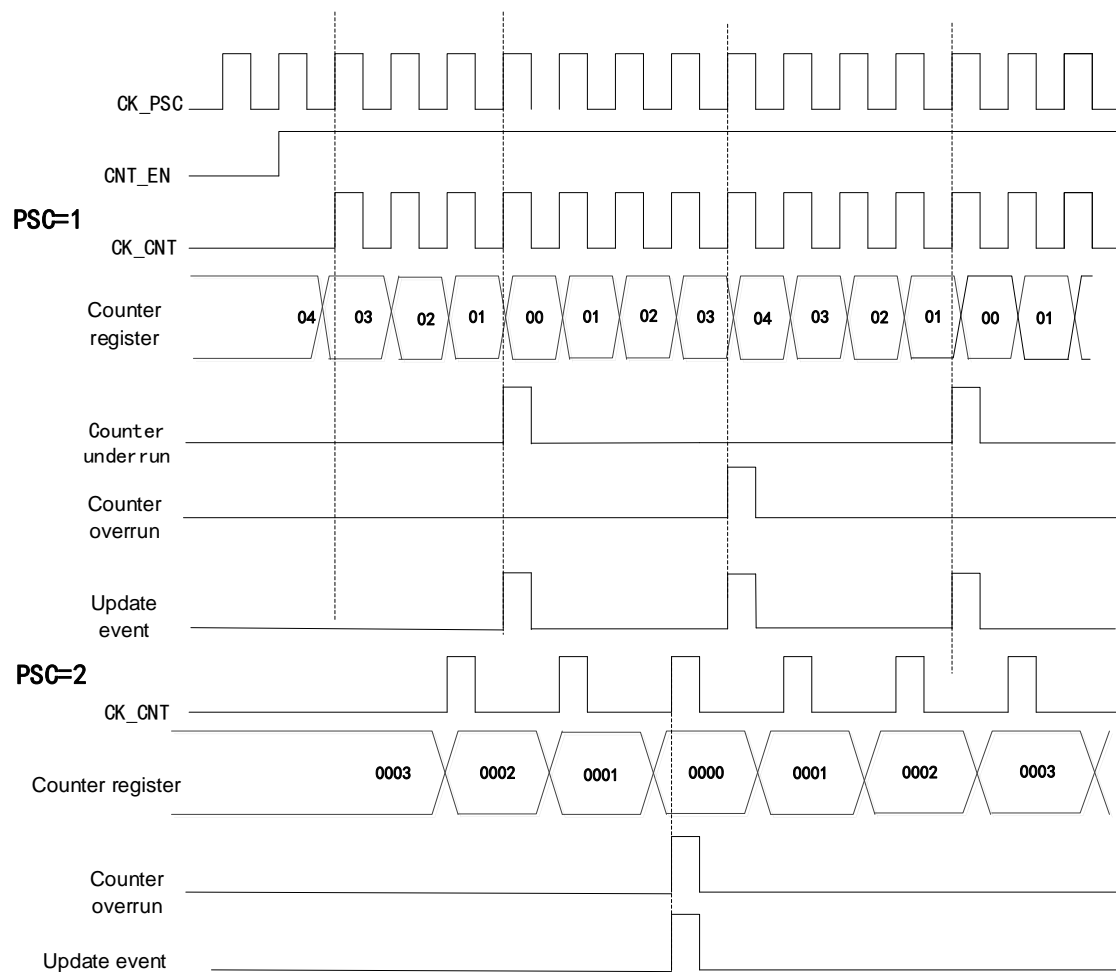 CK_PSC
CNT_EN
PSC=1
CK_CNT
Counter
register
04 03 02 01 00 01 02 03 04 03 02 01 00 01
Counter
underrun
Counter
overrun
Update
event
PSC=2
CK_CNT
Counter register
0003 0002 0001 0000 0001 0002 0003
Counter
overrun
Update event